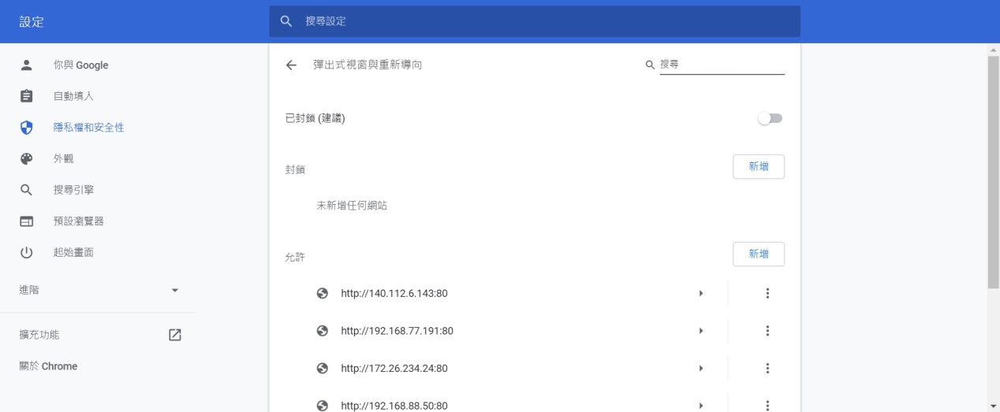 設定
搜尋設定
你與 Google
自動填入
隱私權和安全性
外觀
搜尋引擎
預設瀏覽器
起始畫面
進階
擴充功能
關於 Chrome
彈出式視窗與重新導向
搜尋
已封鎖 (建議)
封鎖
新增
未新增任何網站
允許
新增
http://140.112.6.143:80
http://192.168.77.191:80
http://172.26.234.24:80
http://192.168.88.50:80